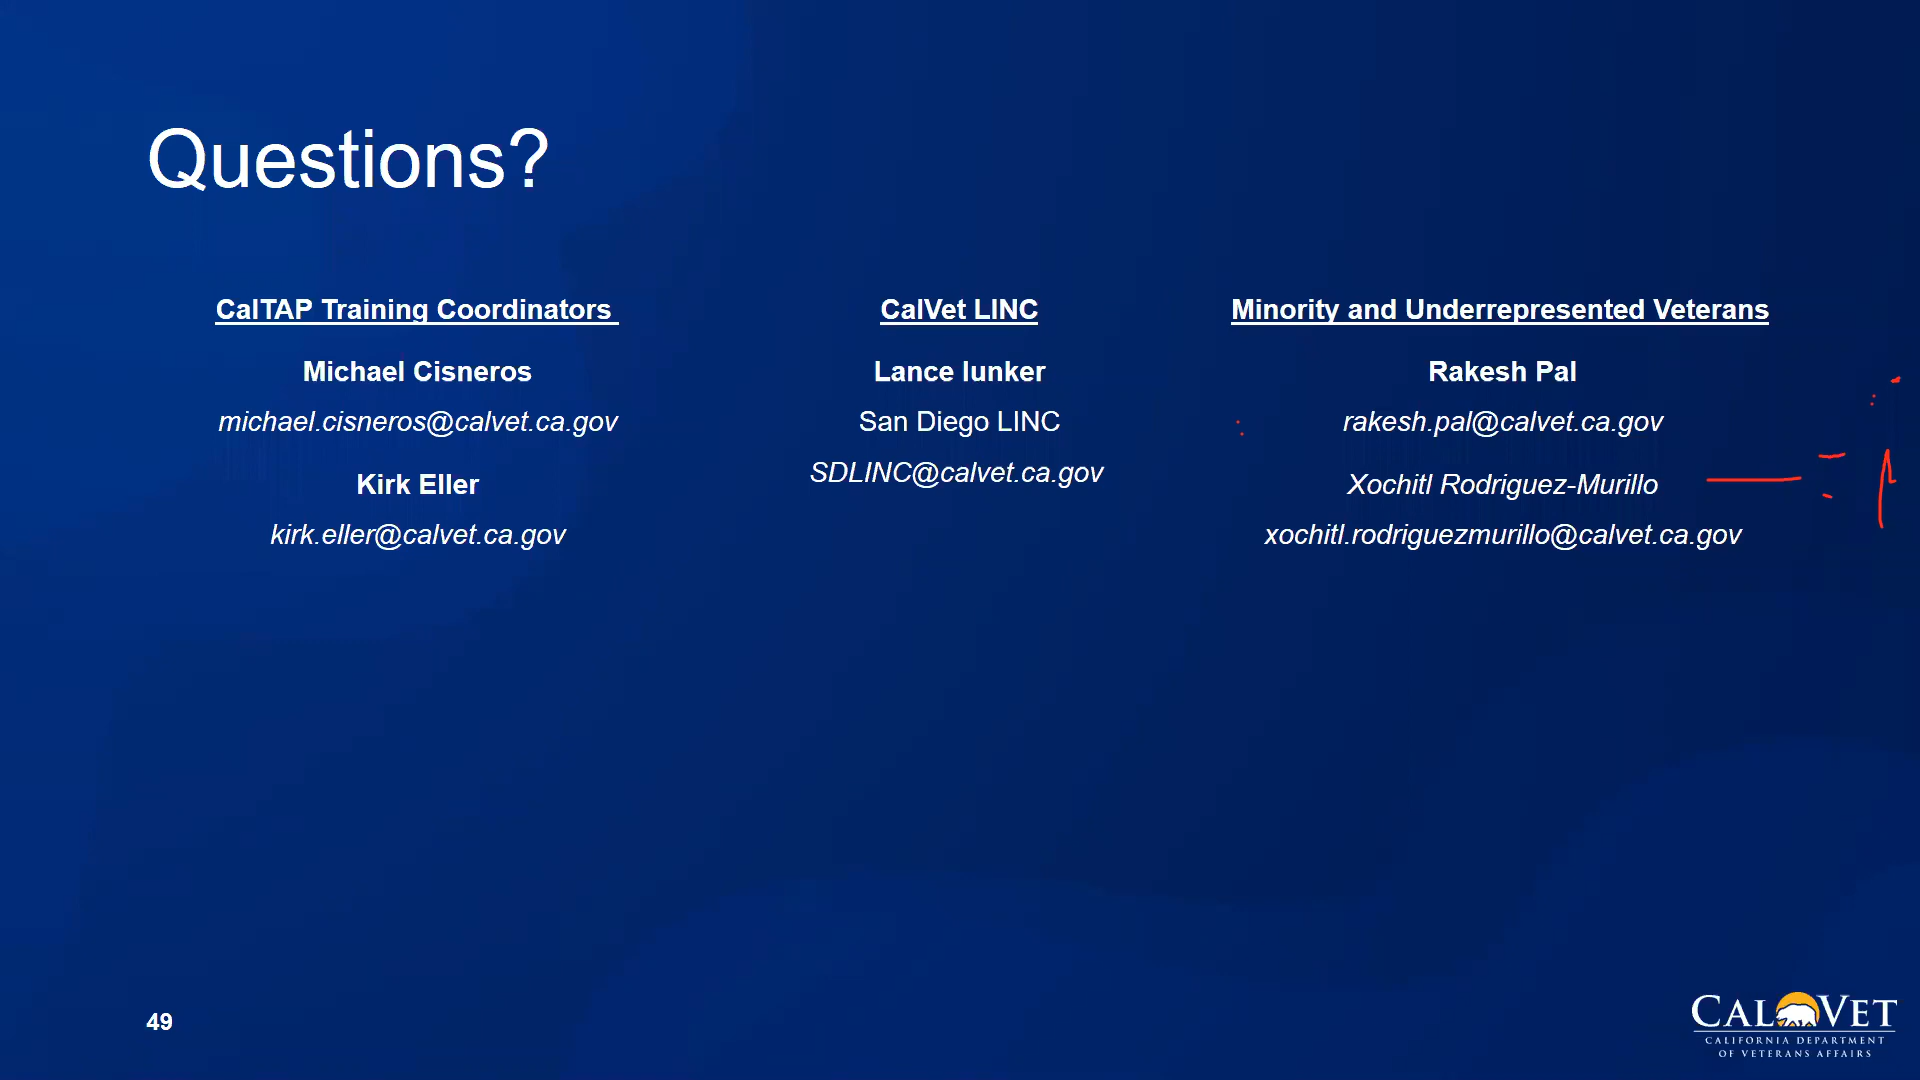 Questions?
CalTAP Training Coordinators
Michael Cisneros
michael.cisneros@calvet.ca.gov
Kirk Eller
kirk.eller@calvet.ca.gov
CalVet LINC
Lance Iunker
San Diego LINC
SDLINC@calvet.ca.gov
Minority and Underrepresented Veterans
Rakesh Pal
rakesh.pal@calvet.ca.gov
Xochitl Rodriguez-Murillo
xochitl.rodriguezmurillo@calvet.ca.gov
49
CALVET
CALIFORNIA DEPARTMENT
OF VETERANS AFFAIRS